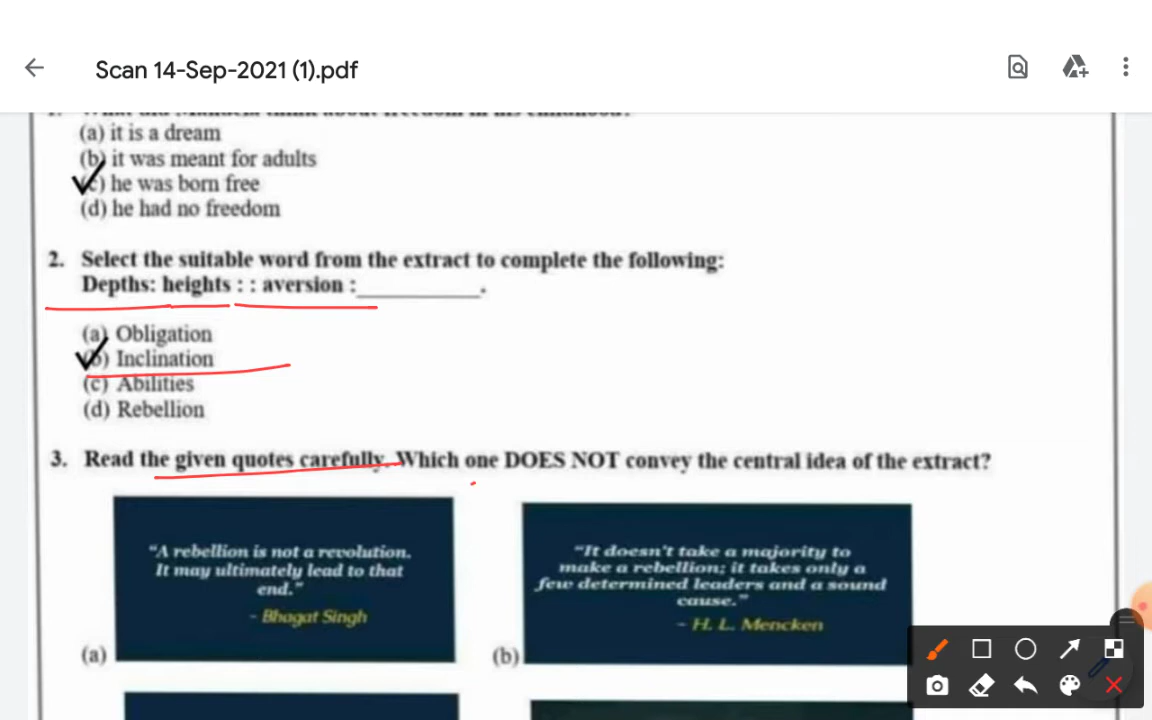 Scan 14-Sep-2021 (1).pdf
(a) it is a dream
(b) it was meant for adults
(c) he was born free
(d) he had no freedom
2. Select the suitable word from the extract to complete the following:
Depths: heights : : aversion :__________.
(a) Obligation
(b) Inclination
(c) Abilities
(d) Rebellion
3. Read the given quotes carefully. Which one DOES NOT convey the central idea of the extract?
"A rebellion is not a revolution.
It may ultimately lead to that
end."
- Bhagat Singh
(a)
"It doesn't take a majority to
make a rebellion; it takes only a
few determined leaders and a sound
cause."
- H. L. Mencken
(b)